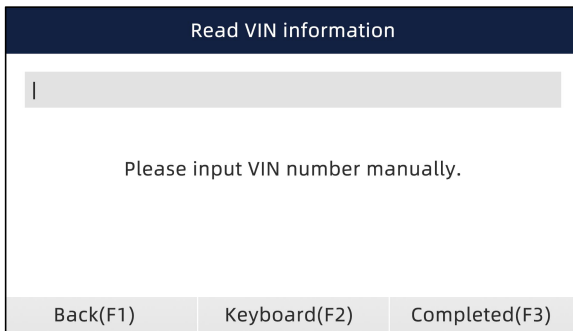 Read VIN information
Please input VIN number manually.
Back(F1) Keyboard(F2) Completed(F3)